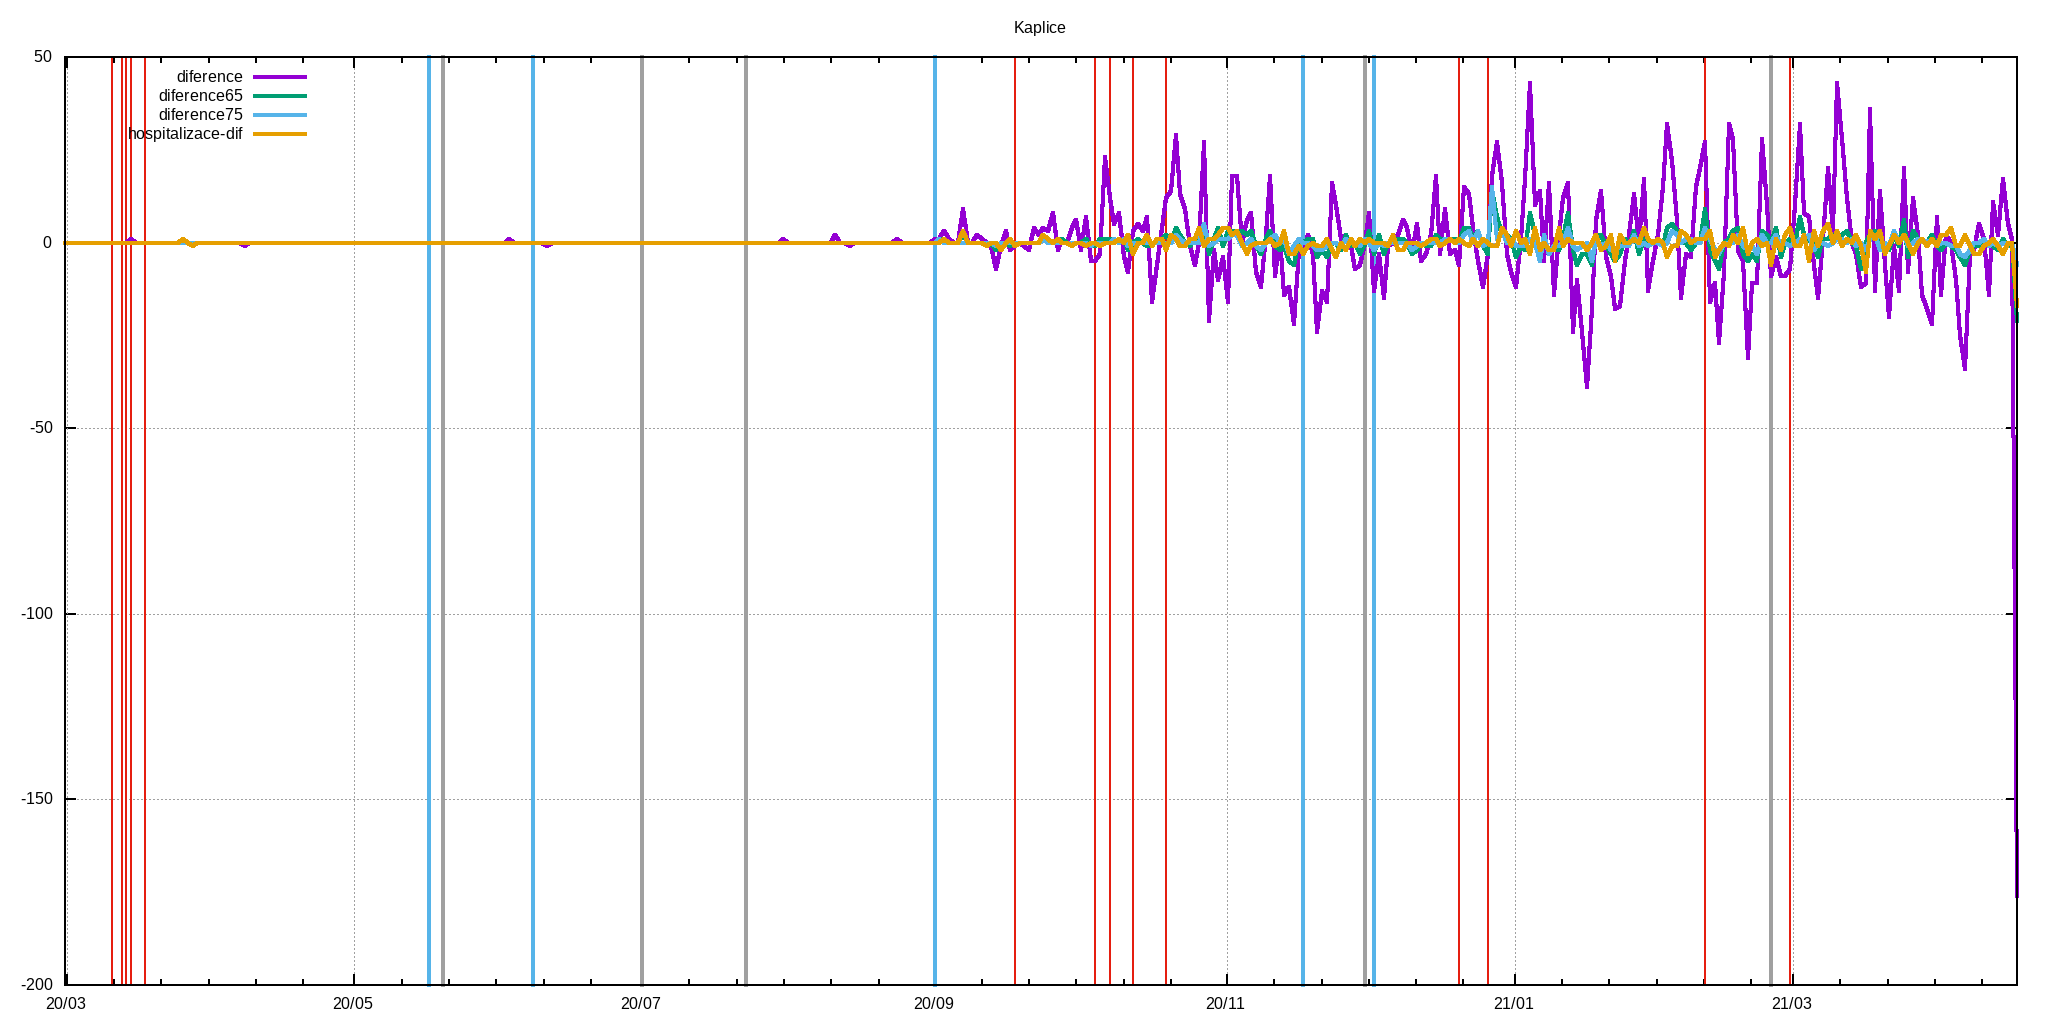 Kaplice
50
diference
diference65
diference75
hospitalizace-dif
0
-50
-100
-150
-200
20/03 20/05 20/07 20/09 20/11 21/01 21/03